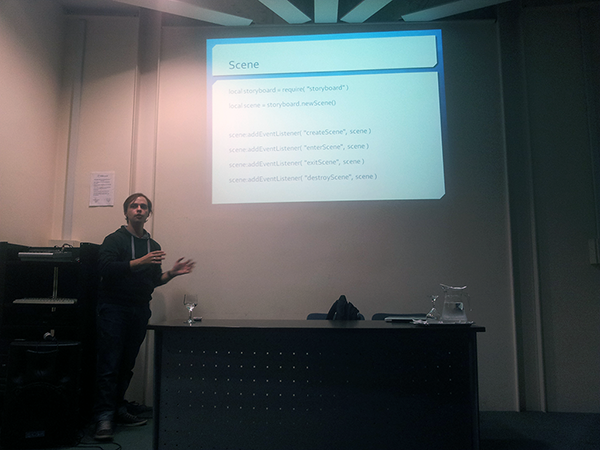 Scene
local storyboard = require( "storyboard" )
local scene = storyboard.newScene()
scene:addEventListener( "createScene", scene )
scene:addEventListener( "enterScene", scene )
scene:addEventListener( "exitScene", scene )
scene:addEventListener( "destroyScene", scene )